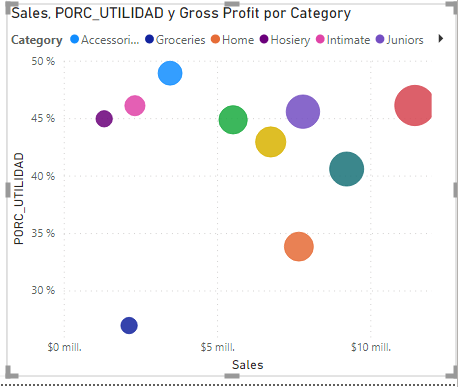 Sales, PORC_UTILIDAD y Gross Profit por Category
Category Accessori... Groceries Home Hosiery Intimate Juniors
50 %
45 %
40 %
35 %
30 %
PORC_UTILIDAD
$0 mill. $5 mill. $10 mill.
Sales